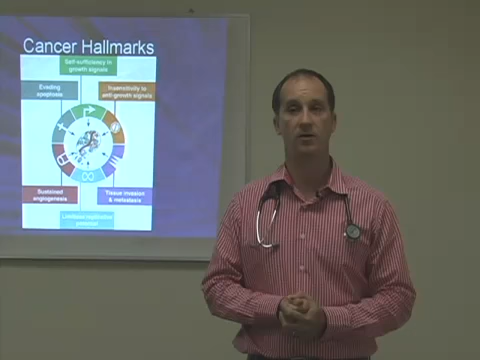 Cancer Hallmarks
Self-sufficiency in
growth signals
Evading
apoptosis
Insensitivity to
anti-growth signals
Sustained
angiogenesis
Tissue invasion
& metastasis
Limitless replicative
potential